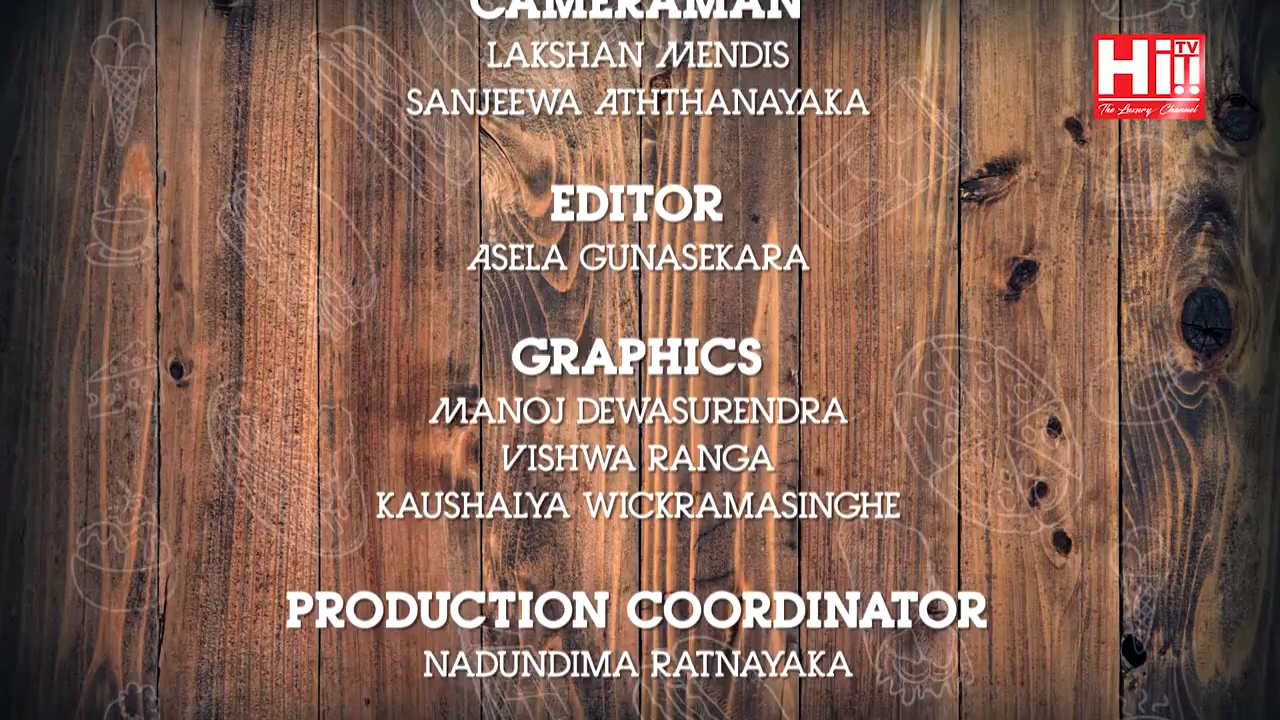 CAMERAMAN
LAKSHAN MENDIS
SANJEEWA ATHTHANAYAKA
Hi!! TV
The Luxury Channel
EDITOR
ASELA GUNASEKARA
GRAPHICS
MANOJ DEWASURENDRA
VISHWA RANGA
KAUSHALYA WICKRAMASINGHE
PRODUCTION COORDINATOR
NADUNDIMA RATNAYAKA